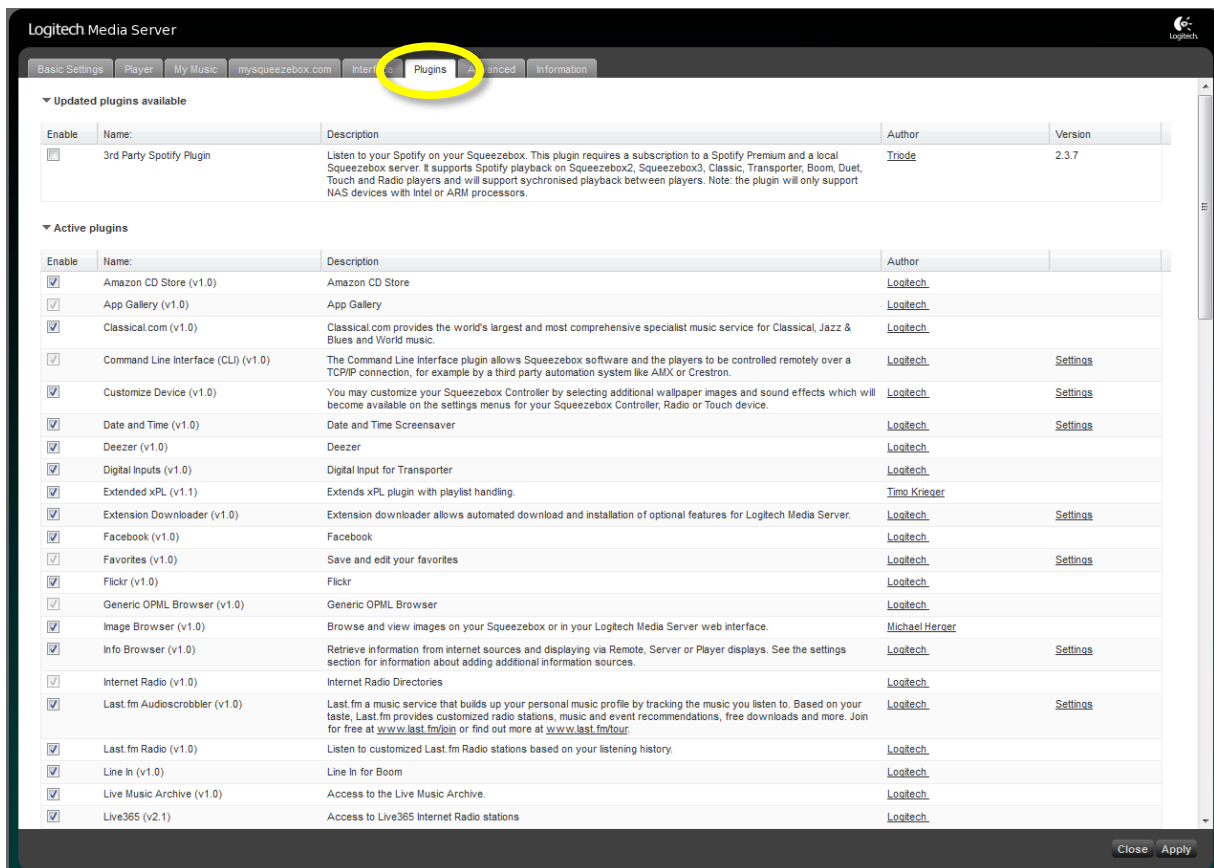 Logitech Media Server
Logitech
Basic Settings Player My Music mysqueezebox.com Interface Plugins Advanced Information
Updated plugins available
Enable Name: Description Author Version
3rd Party Spotify Plugin Listen to your Spotify on your Squeezebox. This plugin requires a subscription to a Spotify Premium and a local Triode 2.3.7
Squeezebox server. It supports Spotify playback on Squeezebox2, Squeezebox3, Classic, Transporter, Boom, Duet,
Touch and Radio players and will support sychronised playback between players. Note: the plugin will only support
NAS devices with Intel or ARM processors.
Active plugins
Enable Name: Description Author
Amazon CD Store (v1.0) Amazon CD Store Logitech
App Gallery (v1.0) App Gallery Logitech
Classical.com (v1.0) Classical.com provides the world's largest and most comprehensive specialist music service for Classical, Jazz & Logitech
Blues and World music.
Command Line Interface (CLI) (v1.0) The Command Line Interface plugin allows Squeezebox software and the players to be controlled remotely over a Logitech Settings
TCP/IP connection, for example by a third party automation system like AMX or Crestron.
Customize Device (v1.0) You may customize your Squeezebox Controller by selecting additional wallpaper images and sound effects which will Logitech Settings
become available on the settings menus for your Squeezebox Controller, Radio or Touch device.
Date and Time (v1.0) Date and Time Screensaver Logitech Settings
Deezer (v1.0) Deezer Logitech
Digital Inputs (v1.0) Digital Input for Transporter Logitech
Extended xPL (v1.1) Extends xPL plugin with playlist handling. Timo Krieger
Extension Downloader (v1.0) Extension downloader allows automated download and installation of optional features for Logitech Media Server. Logitech Settings
Facebook (v1.0) Facebook Logitech
Favorites (v1.0) Save and edit your favorites Logitech Settings
Flickr (v1.0) Flickr Logitech
Generic OPML Browser (v1.0) Generic OPML Browser Logitech
Image Browser (v1.0) Browse and view images on your Squeezebox or in your Logitech Media Server web interface. Michael Herger
Info Browser (v1.0) Retrieve information from internet sources and displaying via Remote, Server or Player displays. See the settings Logitech Settings
section for information about adding additional information sources.
Internet Radio (v1.0) Internet Radio Directories Logitech
Last.fm Audioscrobbler (v1.0) Last.fm a music service that builds up your personal music profile by tracking the music you listen to. Based on your Logitech Settings
taste, Last.fm provides customized radio stations, music and event recommendations, free downloads and more. Join
for free at www.last.fm/join or find out more at www.last.fm/tour.
Last.fm Radio (v1.0) Listen to customized Last.fm Radio stations based on your listening history. Logitech
Line In (v1.0) Line In for Boom Logitech
Live Music Archive (v1.0) Access to the Live Music Archive. Logitech
Live365 (v2.1) Access to Live365 Internet Radio stations Logitech
Close Apply